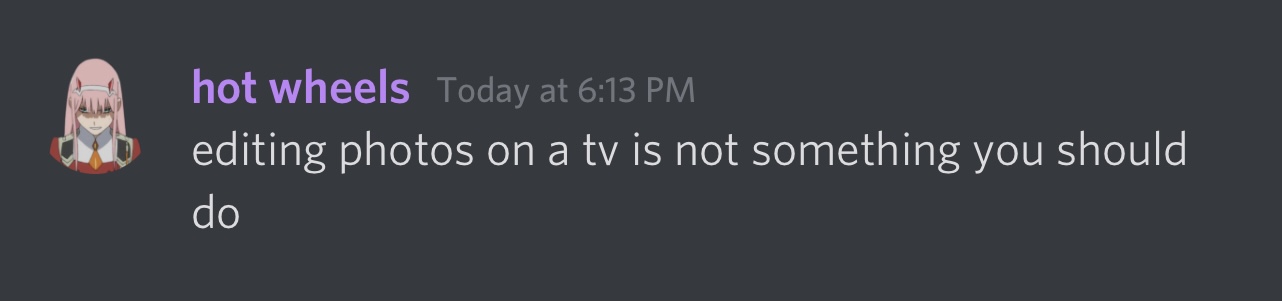 hot wheels Today at 6:13 PM
editing photos on a tv is not something you should
do